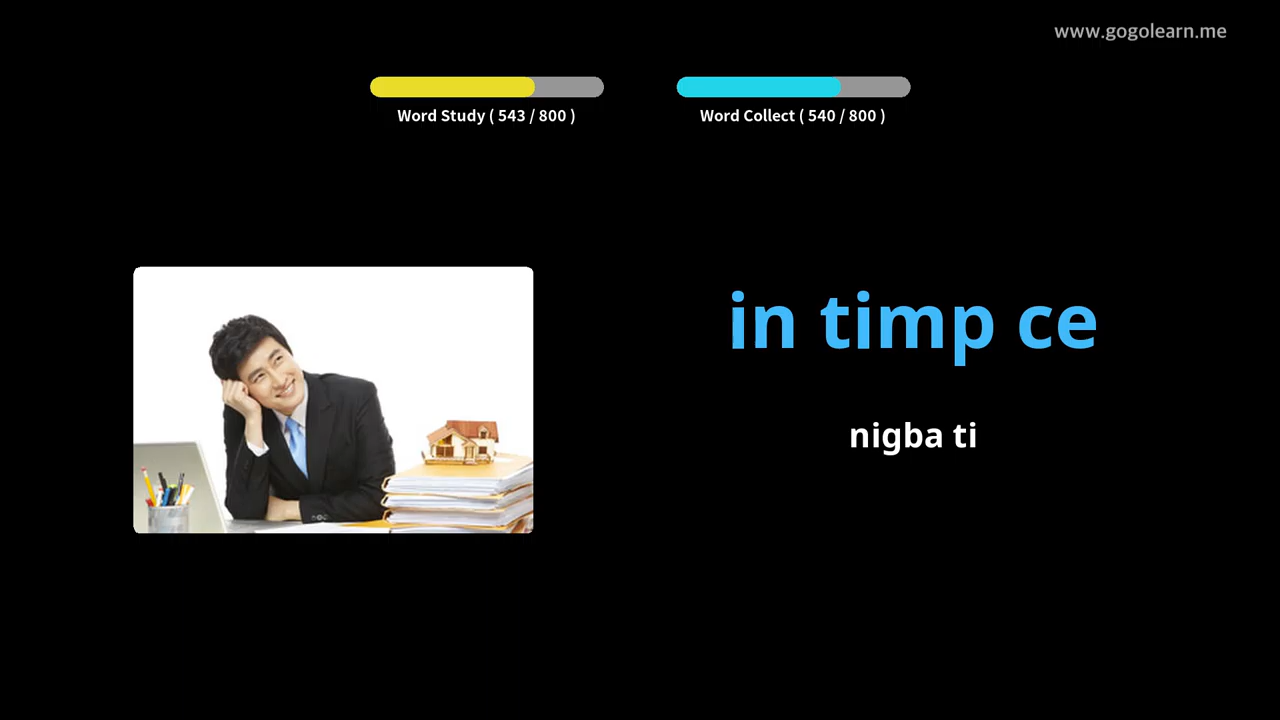 www.gogolearn.me
Word Study ( 543 / 800 )
Word Collect ( 540 / 800 )
in timp ce
nigba ti